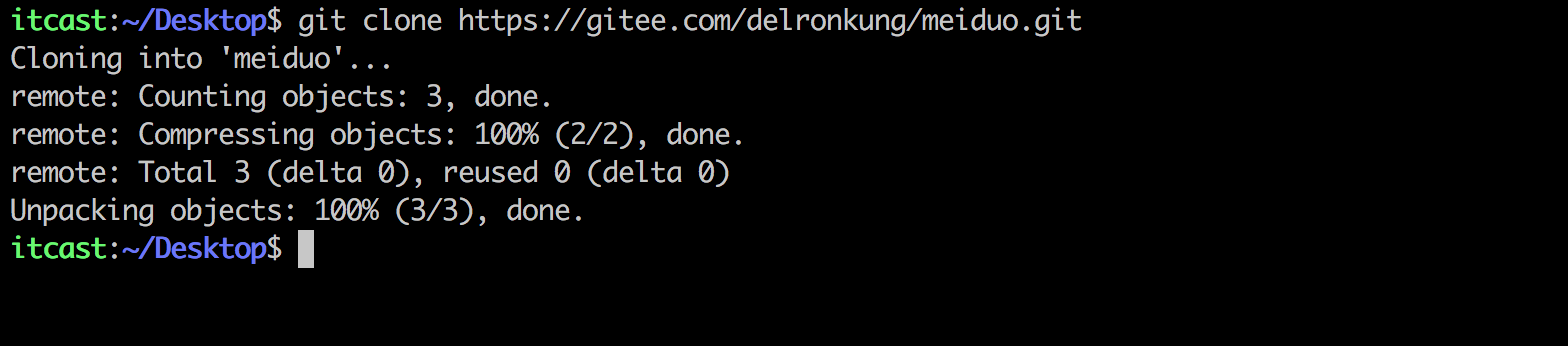 itcast:~/Desktop$ git clone https://gitee.com/delronkung/meiduo.git
Cloning into 'meiduo'...
remote: Counting objects: 3, done.
remote: Compressing objects: 100% (2/2), done.
remote: Total 3 (delta 0), reused 0 (delta 0)
Unpacking objects: 100% (3/3), done.
itcast:~/Desktop$